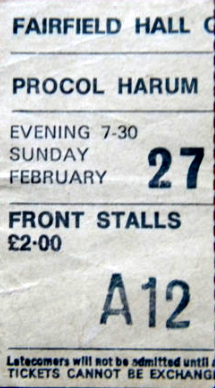 FAIRFIELD HALL
PROCOL HARUM
EVENING 7-30
SUNDAY 27
FEBRUARY
FRONT STALLS
£2·00
A12
Latecomers will not be admitted until
TICKETS CANNOT BE EXCHANG